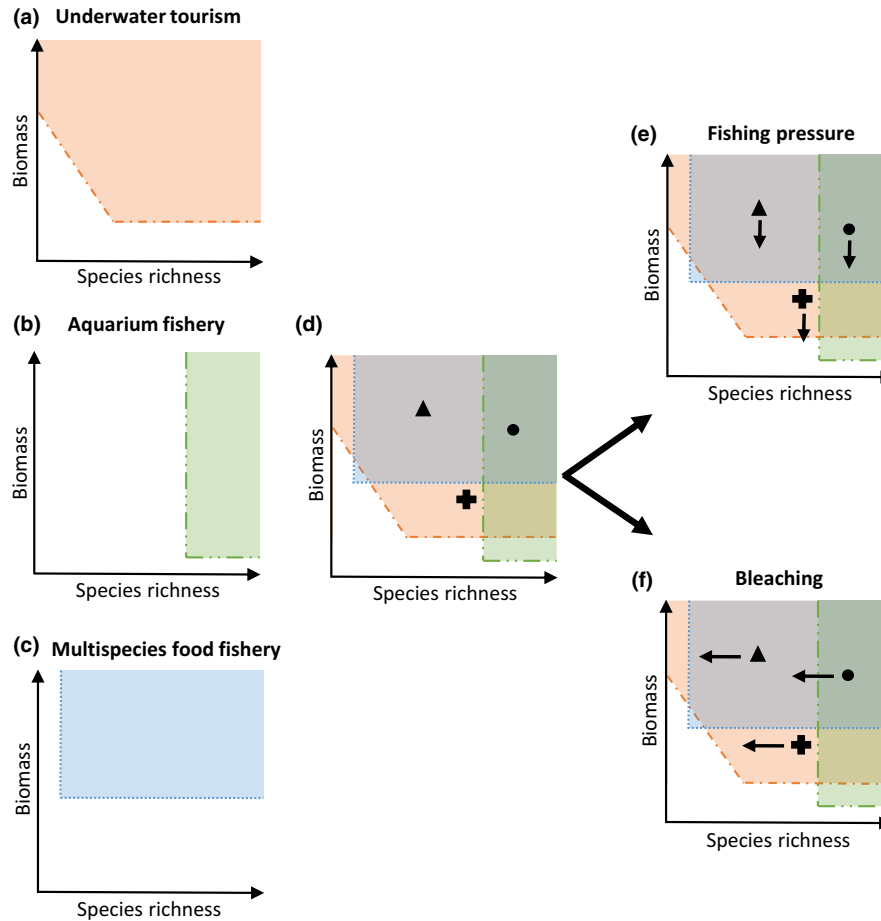 (a) Underwater tourism
Biomass
Species richness
(b) Aquarium fishery
Biomass
Species richness
(c) Multispecies food fishery
Biomass
Species richness
(d)
Biomass
Species richness
(e) Fishing pressure
Biomass
Species richness
(f) Bleaching
Biomass
Species richness